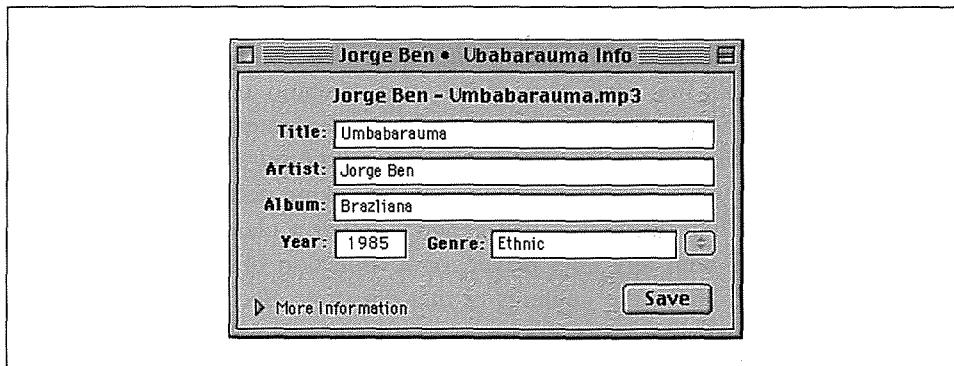 Jorge Ben • Ubabarauma Info
Jorge Ben - Umbabarauma.mp3
Title: Umbabarauma
Artist: Jorge Ben
Album: Brazliana
Year: 1985 Genre: Ethnic
More Information Save